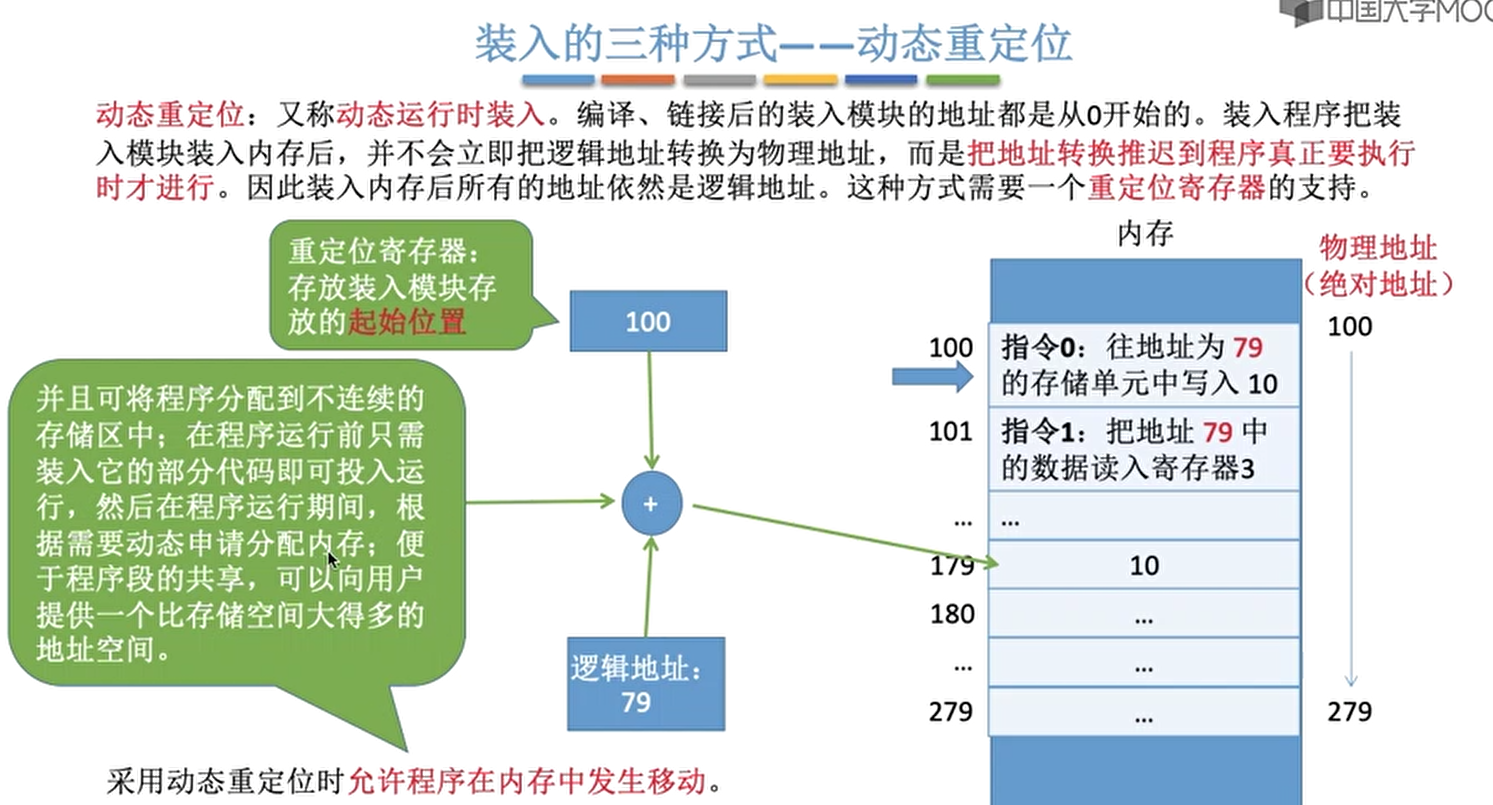 中国大学MOO
装入的三种方式——动态重定位
动态重定位：又称动态运行时装入。编译、链接后的装入模块的地址都是从0开始的。装入程序把装
入模块装入内存后，并不会立即把逻辑地址转换为物理地址，而是把地址转换推迟到程序真正要执行
时才进行。因此装入内存后所有的地址依然是逻辑地址。这种方式需要一个重定位寄存器的支持。
重定位寄存器：
存放装入模块存
放的起始位置
100
并且可将程序分配到不连续的
存储区中；在程序运行前只需
装入它的部分代码即可投入运
行，然后在程序运行期间，根
据需要动态申请分配内存；便
于程序段的共享，可以向用户
提供一个比存储空间大得多的
地址空间。
+
逻辑地址：
79
内存
物理地址
（绝对地址）
100
100
指令0：往地址为 79
的存储单元中写入 10
101
指令1：把地址 79 中
的数据读入寄存器3
...
...
179
10
180
...
...
...
279
...
279
采用动态重定位时允许程序在内存中发生移动。